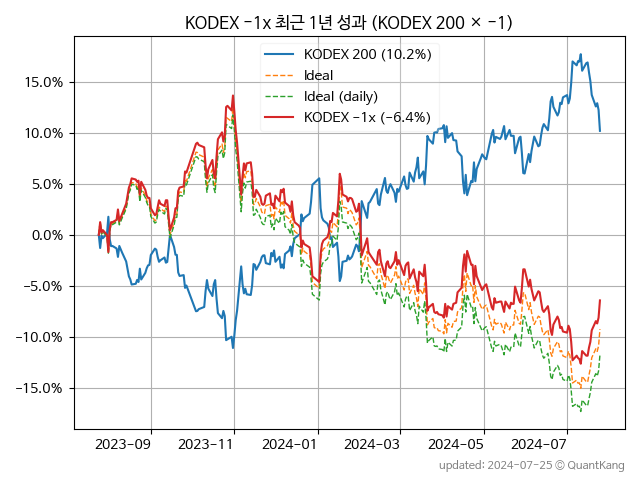 KODEX −1x 최근 1년 성과 (KODEX 200 × −1)
KODEX 200 (10.2%)
Ideal
Ideal (daily)
KODEX −1x (−6.4%)
15.0%
10.0%
5.0%
0.0%
−5.0%
−10.0%
−15.0%
2023−09
2023−11
2024−01
2024−03
2024−05
2024−07
updated: 2024−07−25 © QuantKang